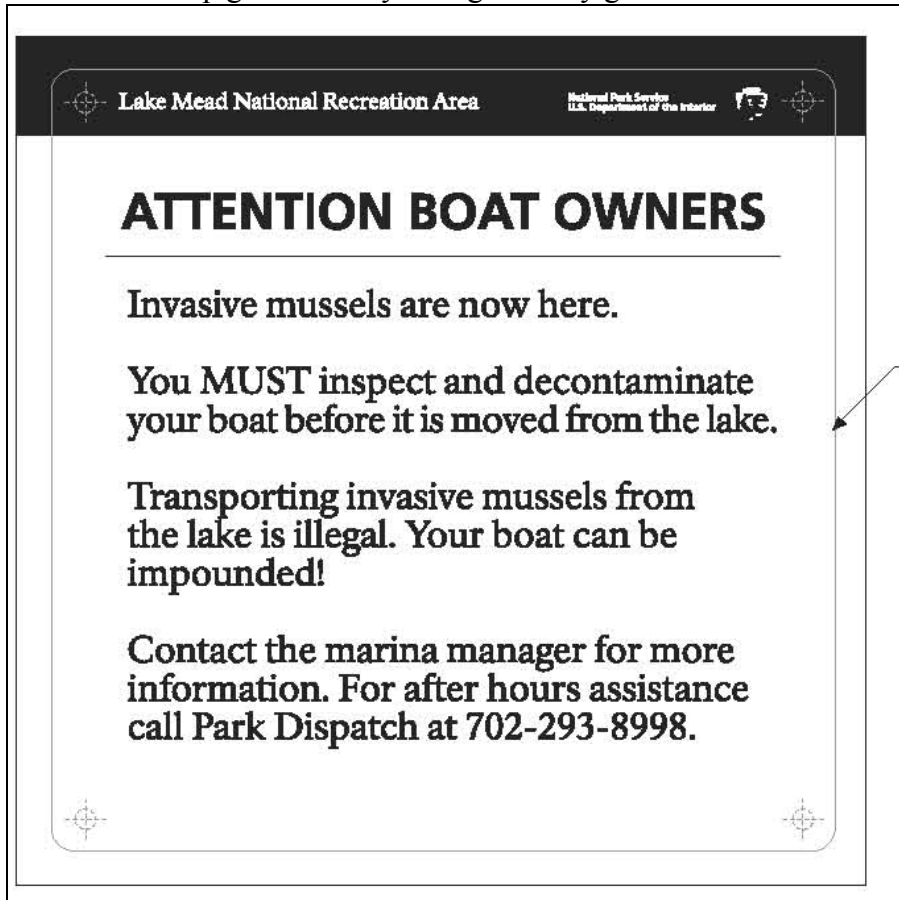 Lake Mead National Recreation Area
National Park Service
U.S. Department of the Interior
ATTENTION BOAT OWNERS
Invasive mussels are now here.
You MUST inspect and decontaminate
your boat before it is moved from the lake.
Transporting invasive mussels from
the lake is illegal. Your boat can be
impounded!
Contact the marina manager for more
information. For after hours assistance
call Park Dispatch at 702-293-8998.